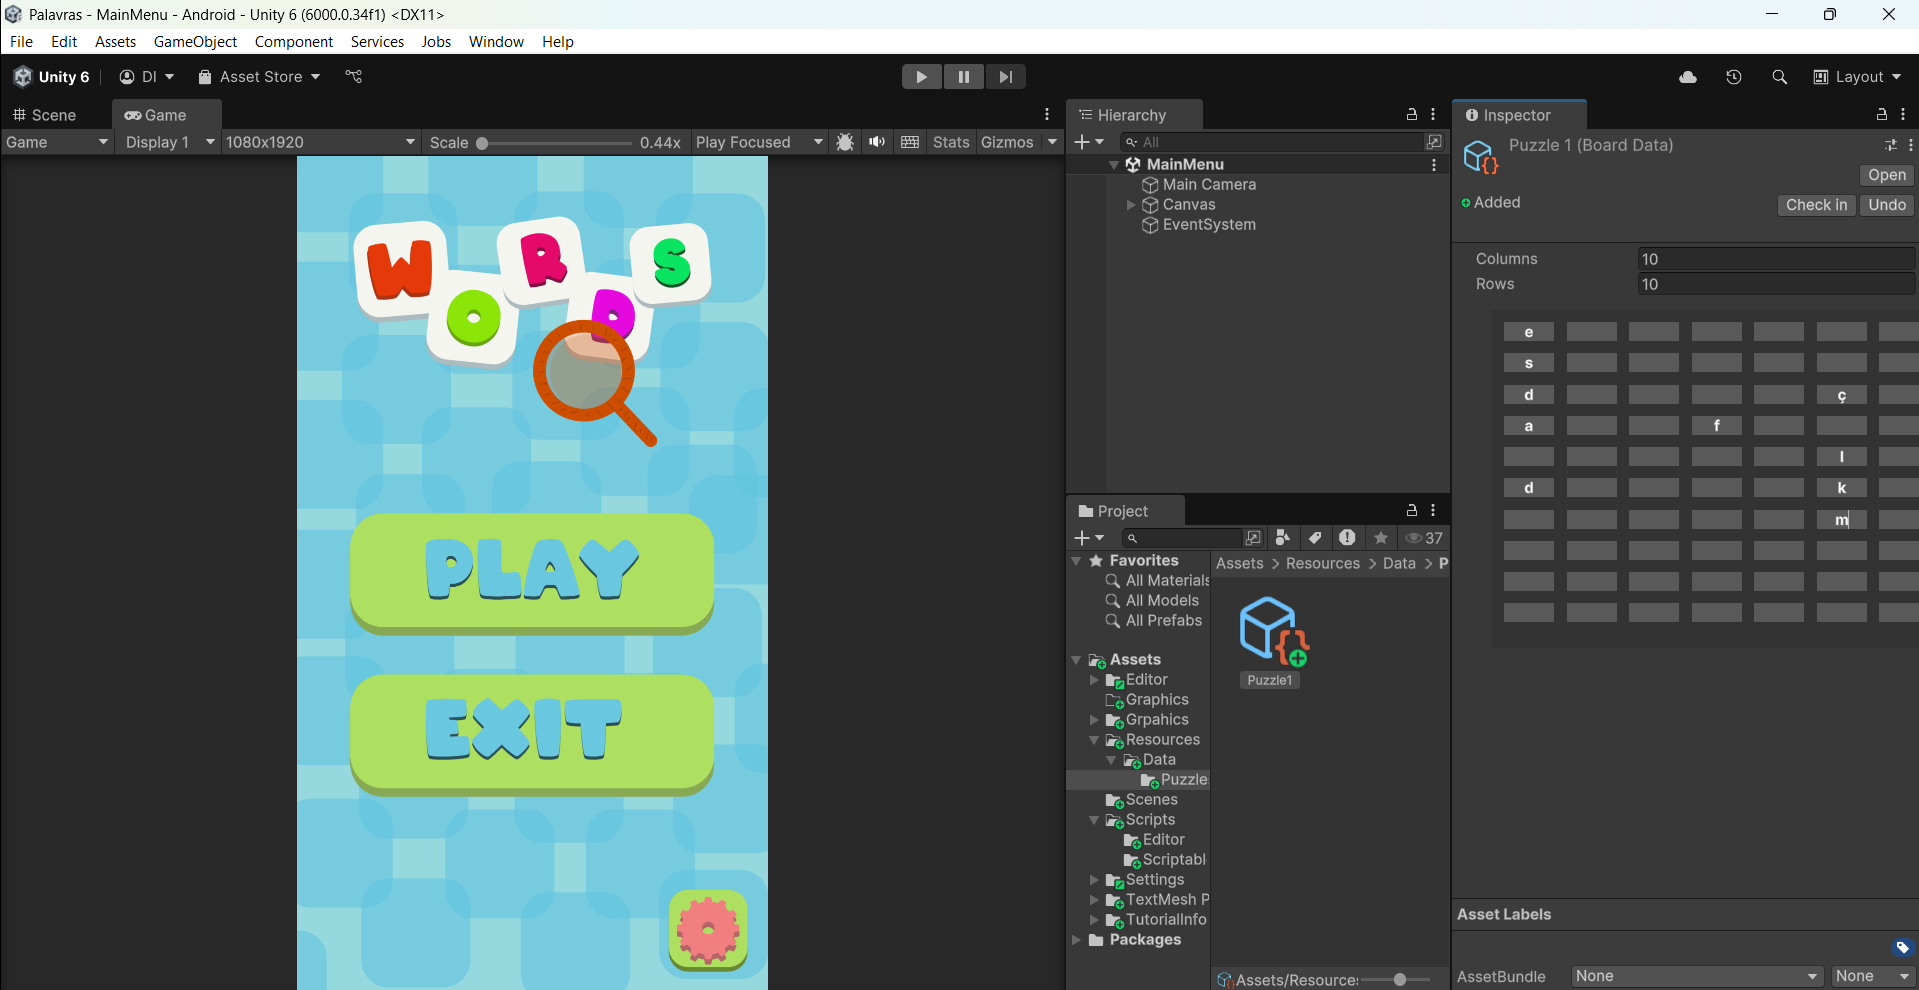 Palavras - MainMenu - Android - Unity 6 (6000.0.34f1) <DX11>
File Edit Assets GameObject Component Services Jobs Window Help
Unity 6 DI Asset Store Layout
Scene Game
Game Display 1 1080x1920 Scale 0.44x Play Focused Stats Gizmos
WORDS
PLAY
EXIT
Hierarchy
All
MainMenu
Main Camera
Canvas
EventSystem
Project
37
Favorites
All Materials
All Models
All Prefabs
Assets
Editor
Graphics
Grpahics
Resources
Data
Puzzle
Scenes
Scripts
Editor
Scriptabl
Settings
TextMesh P
TutorialInfo
Packages
Assets > Resources > Data > P
Puzzle1
Assets/Resource
Inspector
Puzzle 1 (Board Data)
Open
Added Check in Undo
Columns 10
Rows 10
e
s
d ç
a f
l
d k
m
Asset Labels
AssetBundle None None